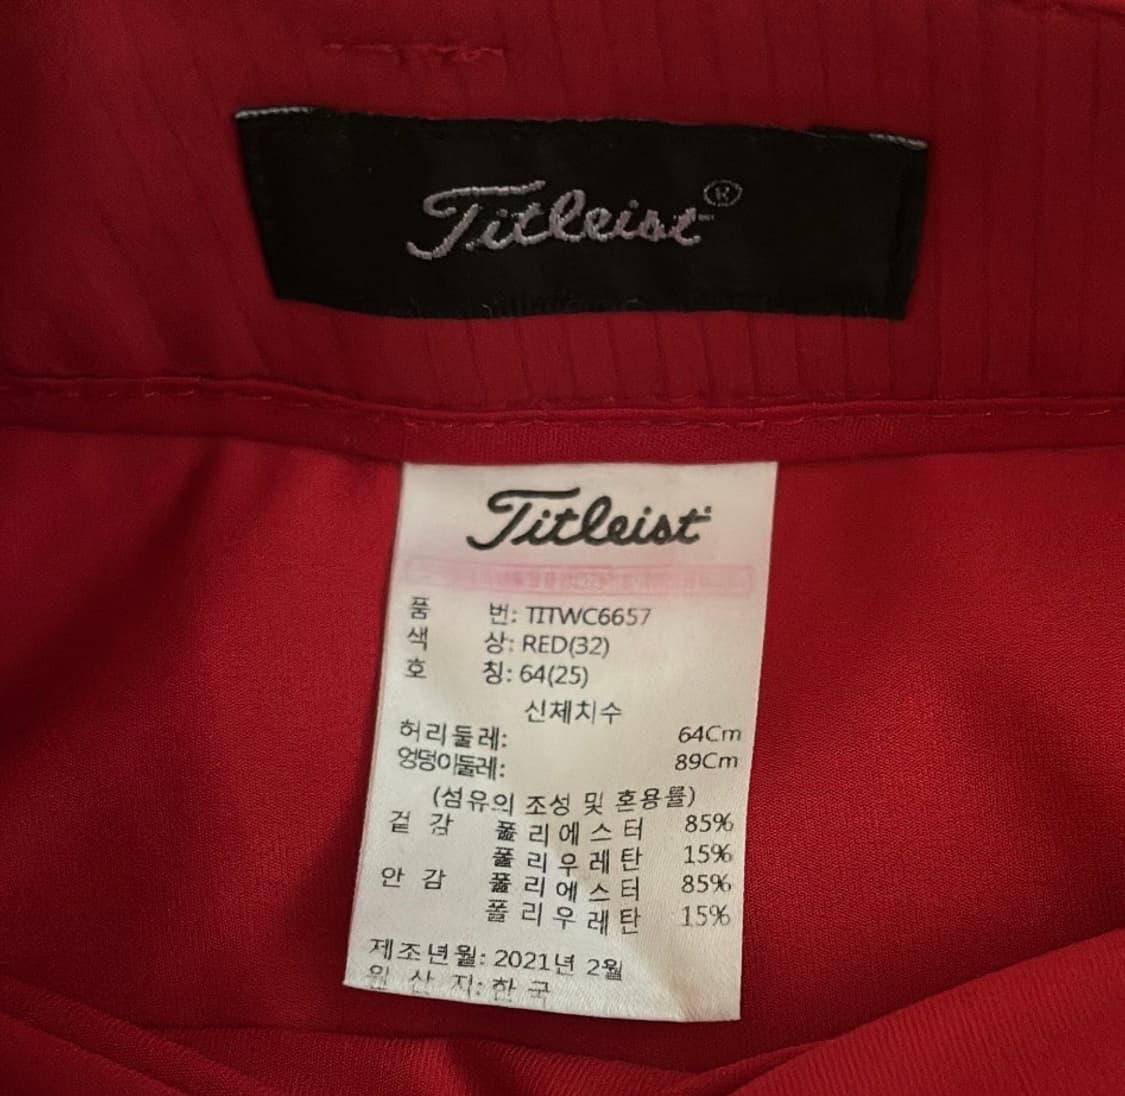 Titleist®
Titleist
품 번: TITWC6657
색 상: RED(32)
호 칭: 64(25)
신체치수
허리둘레: 64Cm
엉덩이둘레: 89Cm
(섬유의 조성 및 혼용률)
겉 감 폴리에스터 85%
폴리우레탄 15%
안 감 폴리에스터 85%
폴리우레탄 15%
제조년월: 2021년 2월
원 산 지: 한 국